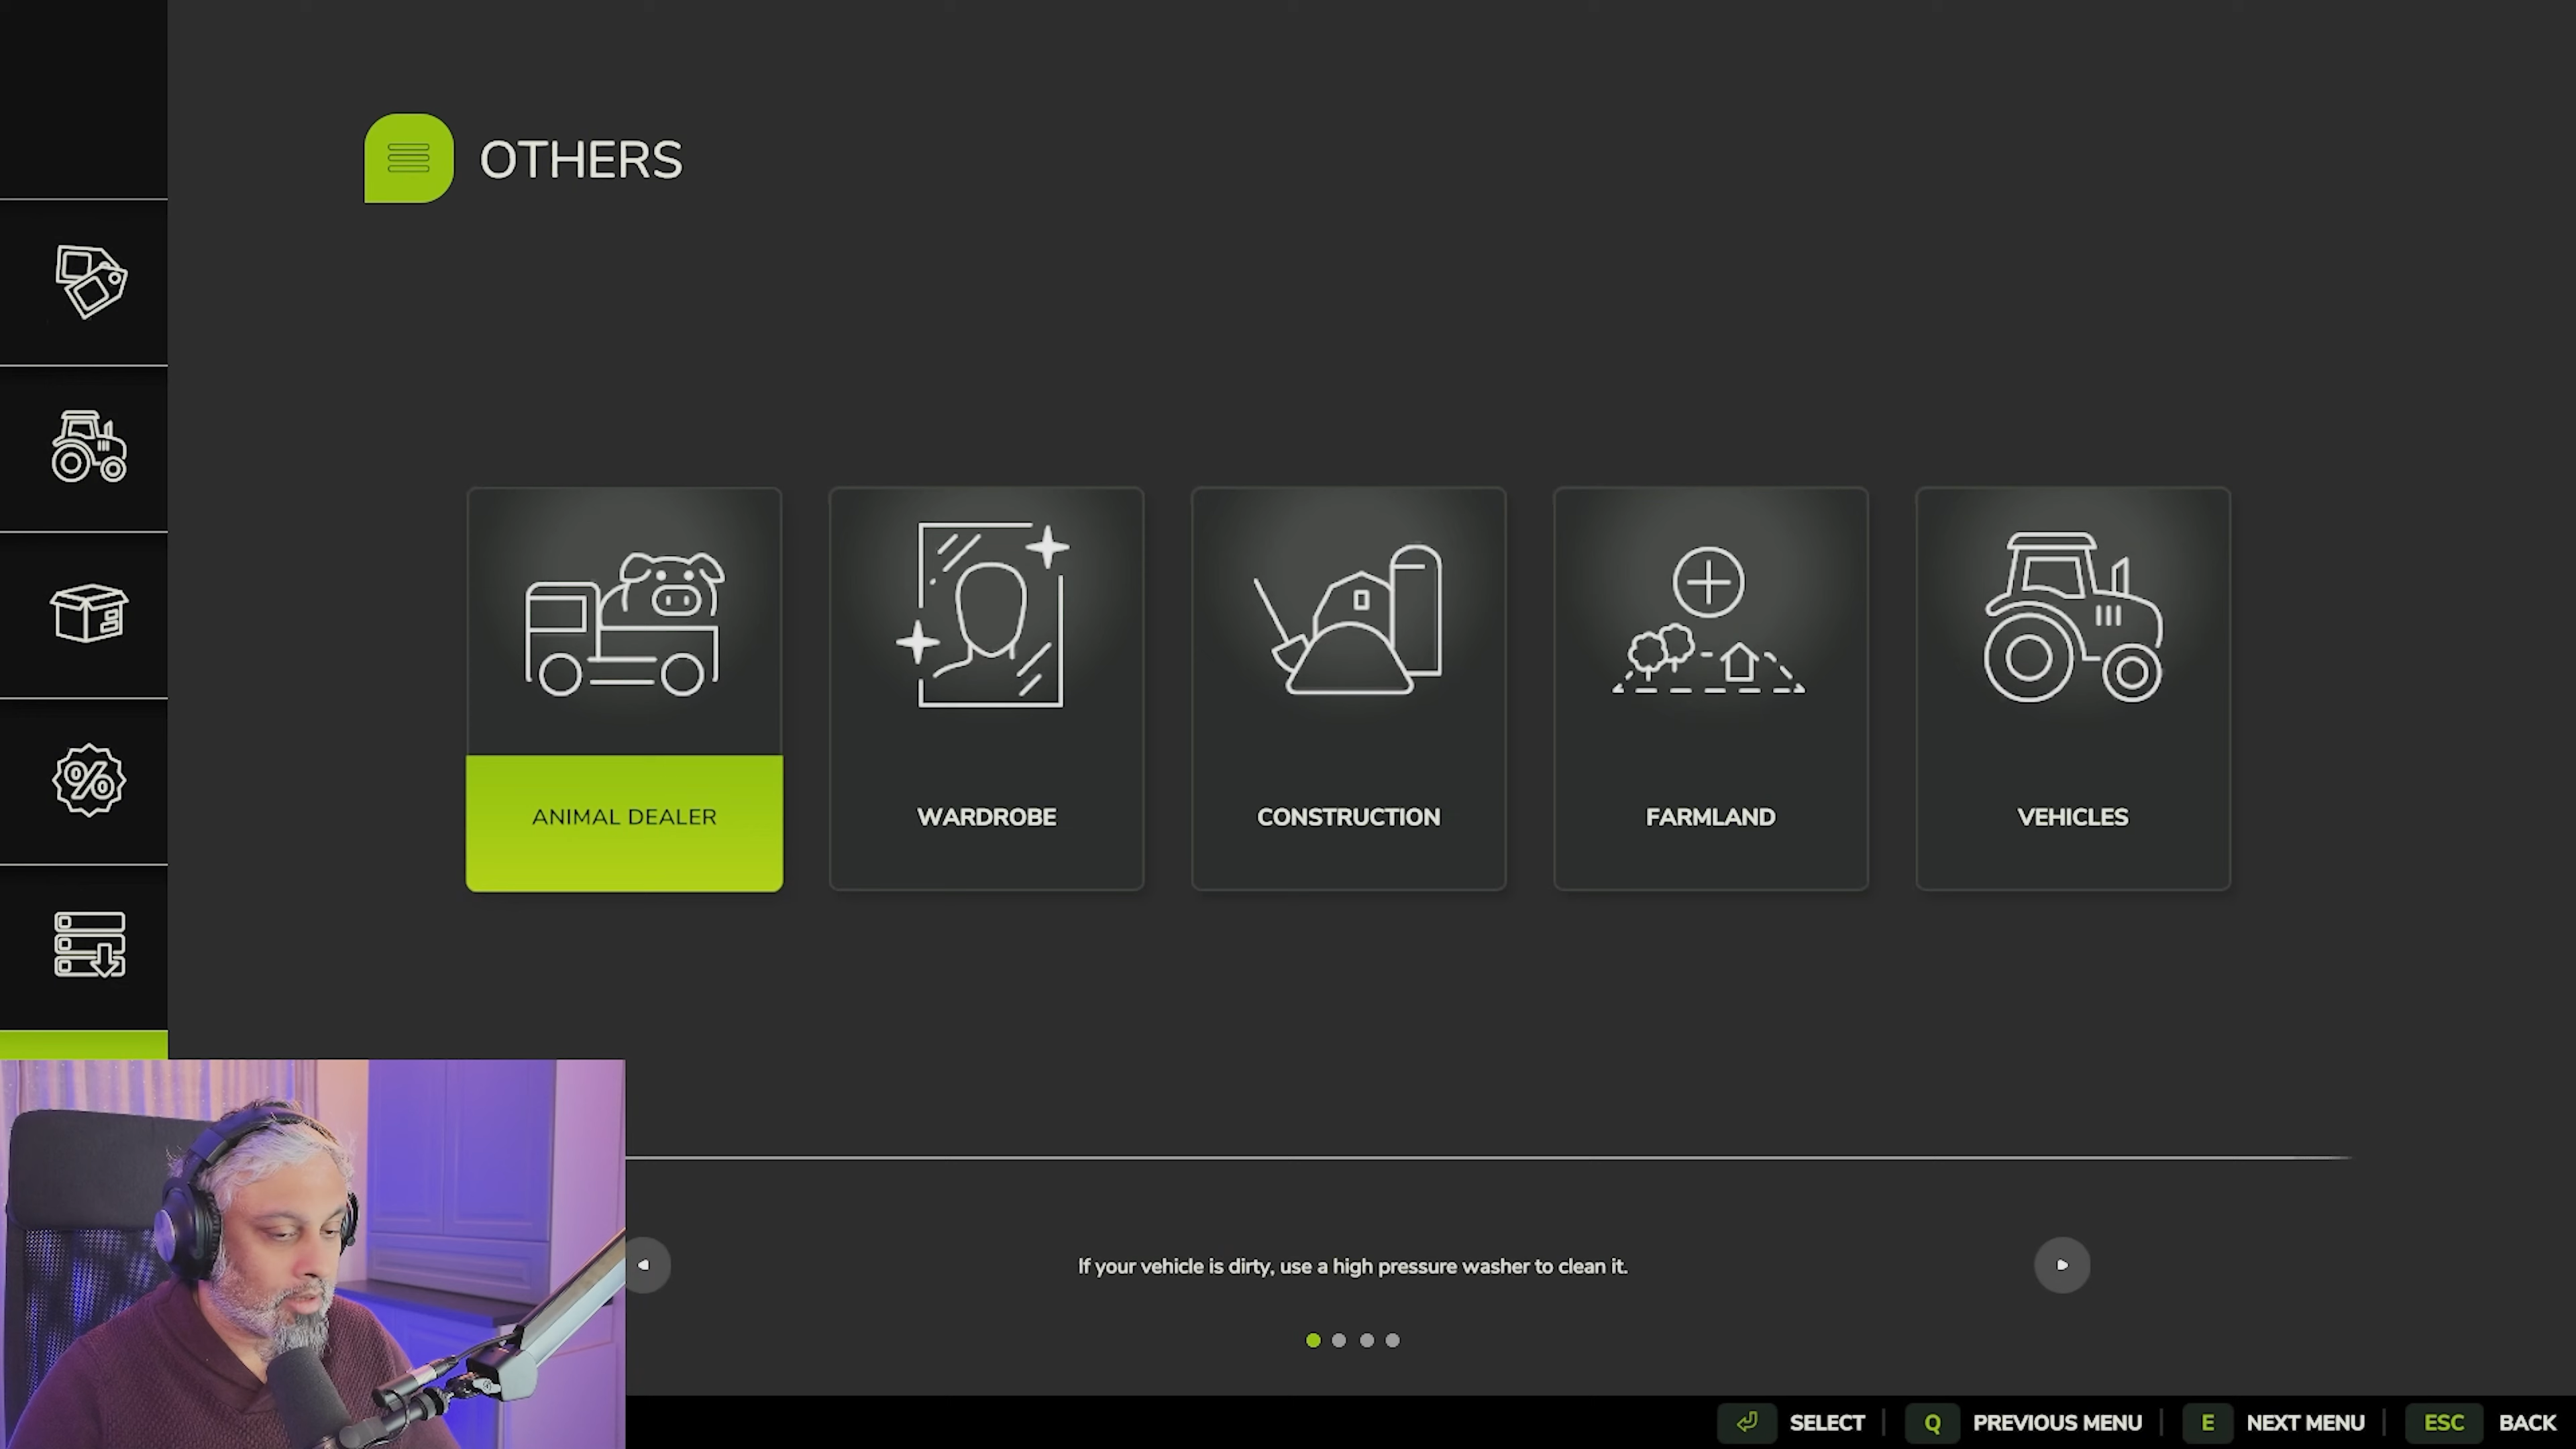 OTHERS
ANIMAL DEALER
WARDROBE
CONSTRUCTION
FARMLAND
VEHICLES
If your vehicle is dirty, use a high pressure washer to clean it.
SELECT
Q PREVIOUS MENU
E NEXT MENU
ESC BACK